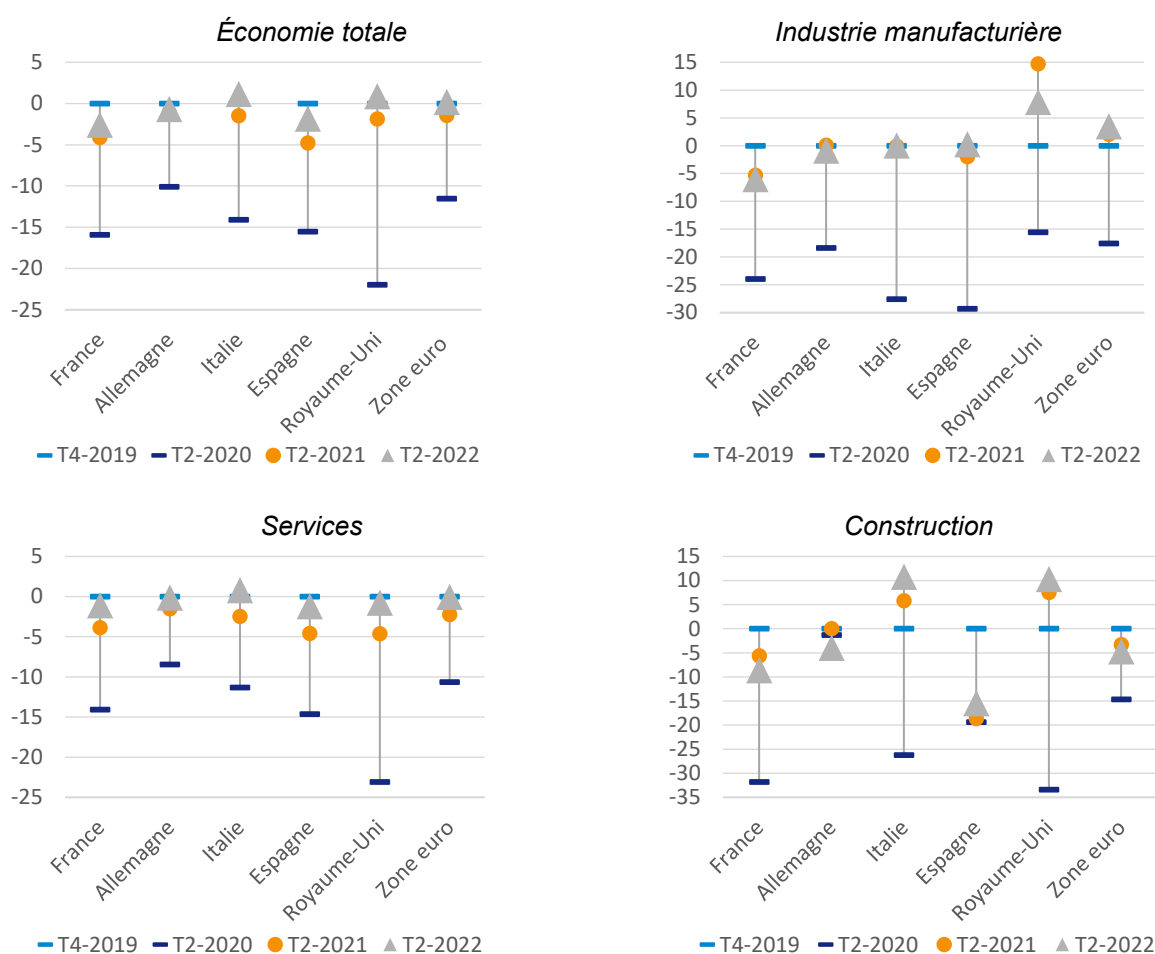 Économie totale
5
0
-5
-10
-15
-20
-25
France
Allemagne
Italie
Espagne
Royaume-Uni
Zone euro
T4-2019 T2-2020 T2-2021 T2-2022
Industrie manufacturière
15
10
5
0
-5
-10
-15
-20
-25
-30
France
Allemagne
Italie
Espagne
Royaume-Uni
Zone euro
T4-2019 T2-2020 T2-2021 T2-2022
Services
5
0
-5
-10
-15
-20
-25
France
Allemagne
Italie
Espagne
Royaume-Uni
Zone euro
T4-2019 T2-2020 T2-2021 T2-2022
Construction
15
10
5
0
-5
-10
-15
-20
-25
-30
-35
France
Allemagne
Italie
Espagne
Royaume-Uni
Zone euro
T4-2019 T2-2020 T2-2021 T2-2022